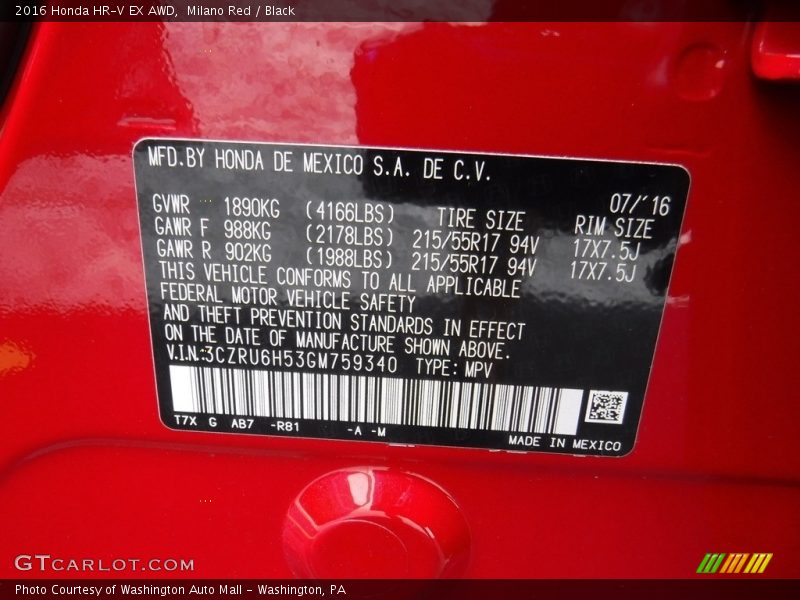 2016 Honda HR-V EX AWD,  Milano Red / Black
MFD.BY HONDA DE MEXICO S.A. DE C.V.
07/'16
GVWR 1890KG (4166LBS) TIRE SIZE RIM SIZE
GAWR F 988KG (2178LBS) 215/55R17 94V 17X7.5J
GAWR R 902KG (1988LBS) 215/55R17 94V 17X7.5J
THIS VEHICLE CONFORMS TO ALL APPLICABLE
FEDERAL MOTOR VEHICLE SAFETY
AND THEFT PREVENTION STANDARDS IN EFFECT
ON THE DATE OF MANUFACTURE SHOWN ABOVE.
V.I.N.:3CZRU6H53GM759340 TYPE: MPV
T7X G AB7 -R81 -A -M
MADE IN MEXICO
GTCARLOT.COM
Photo Courtesy of Washington Auto Mall - Washington, PA